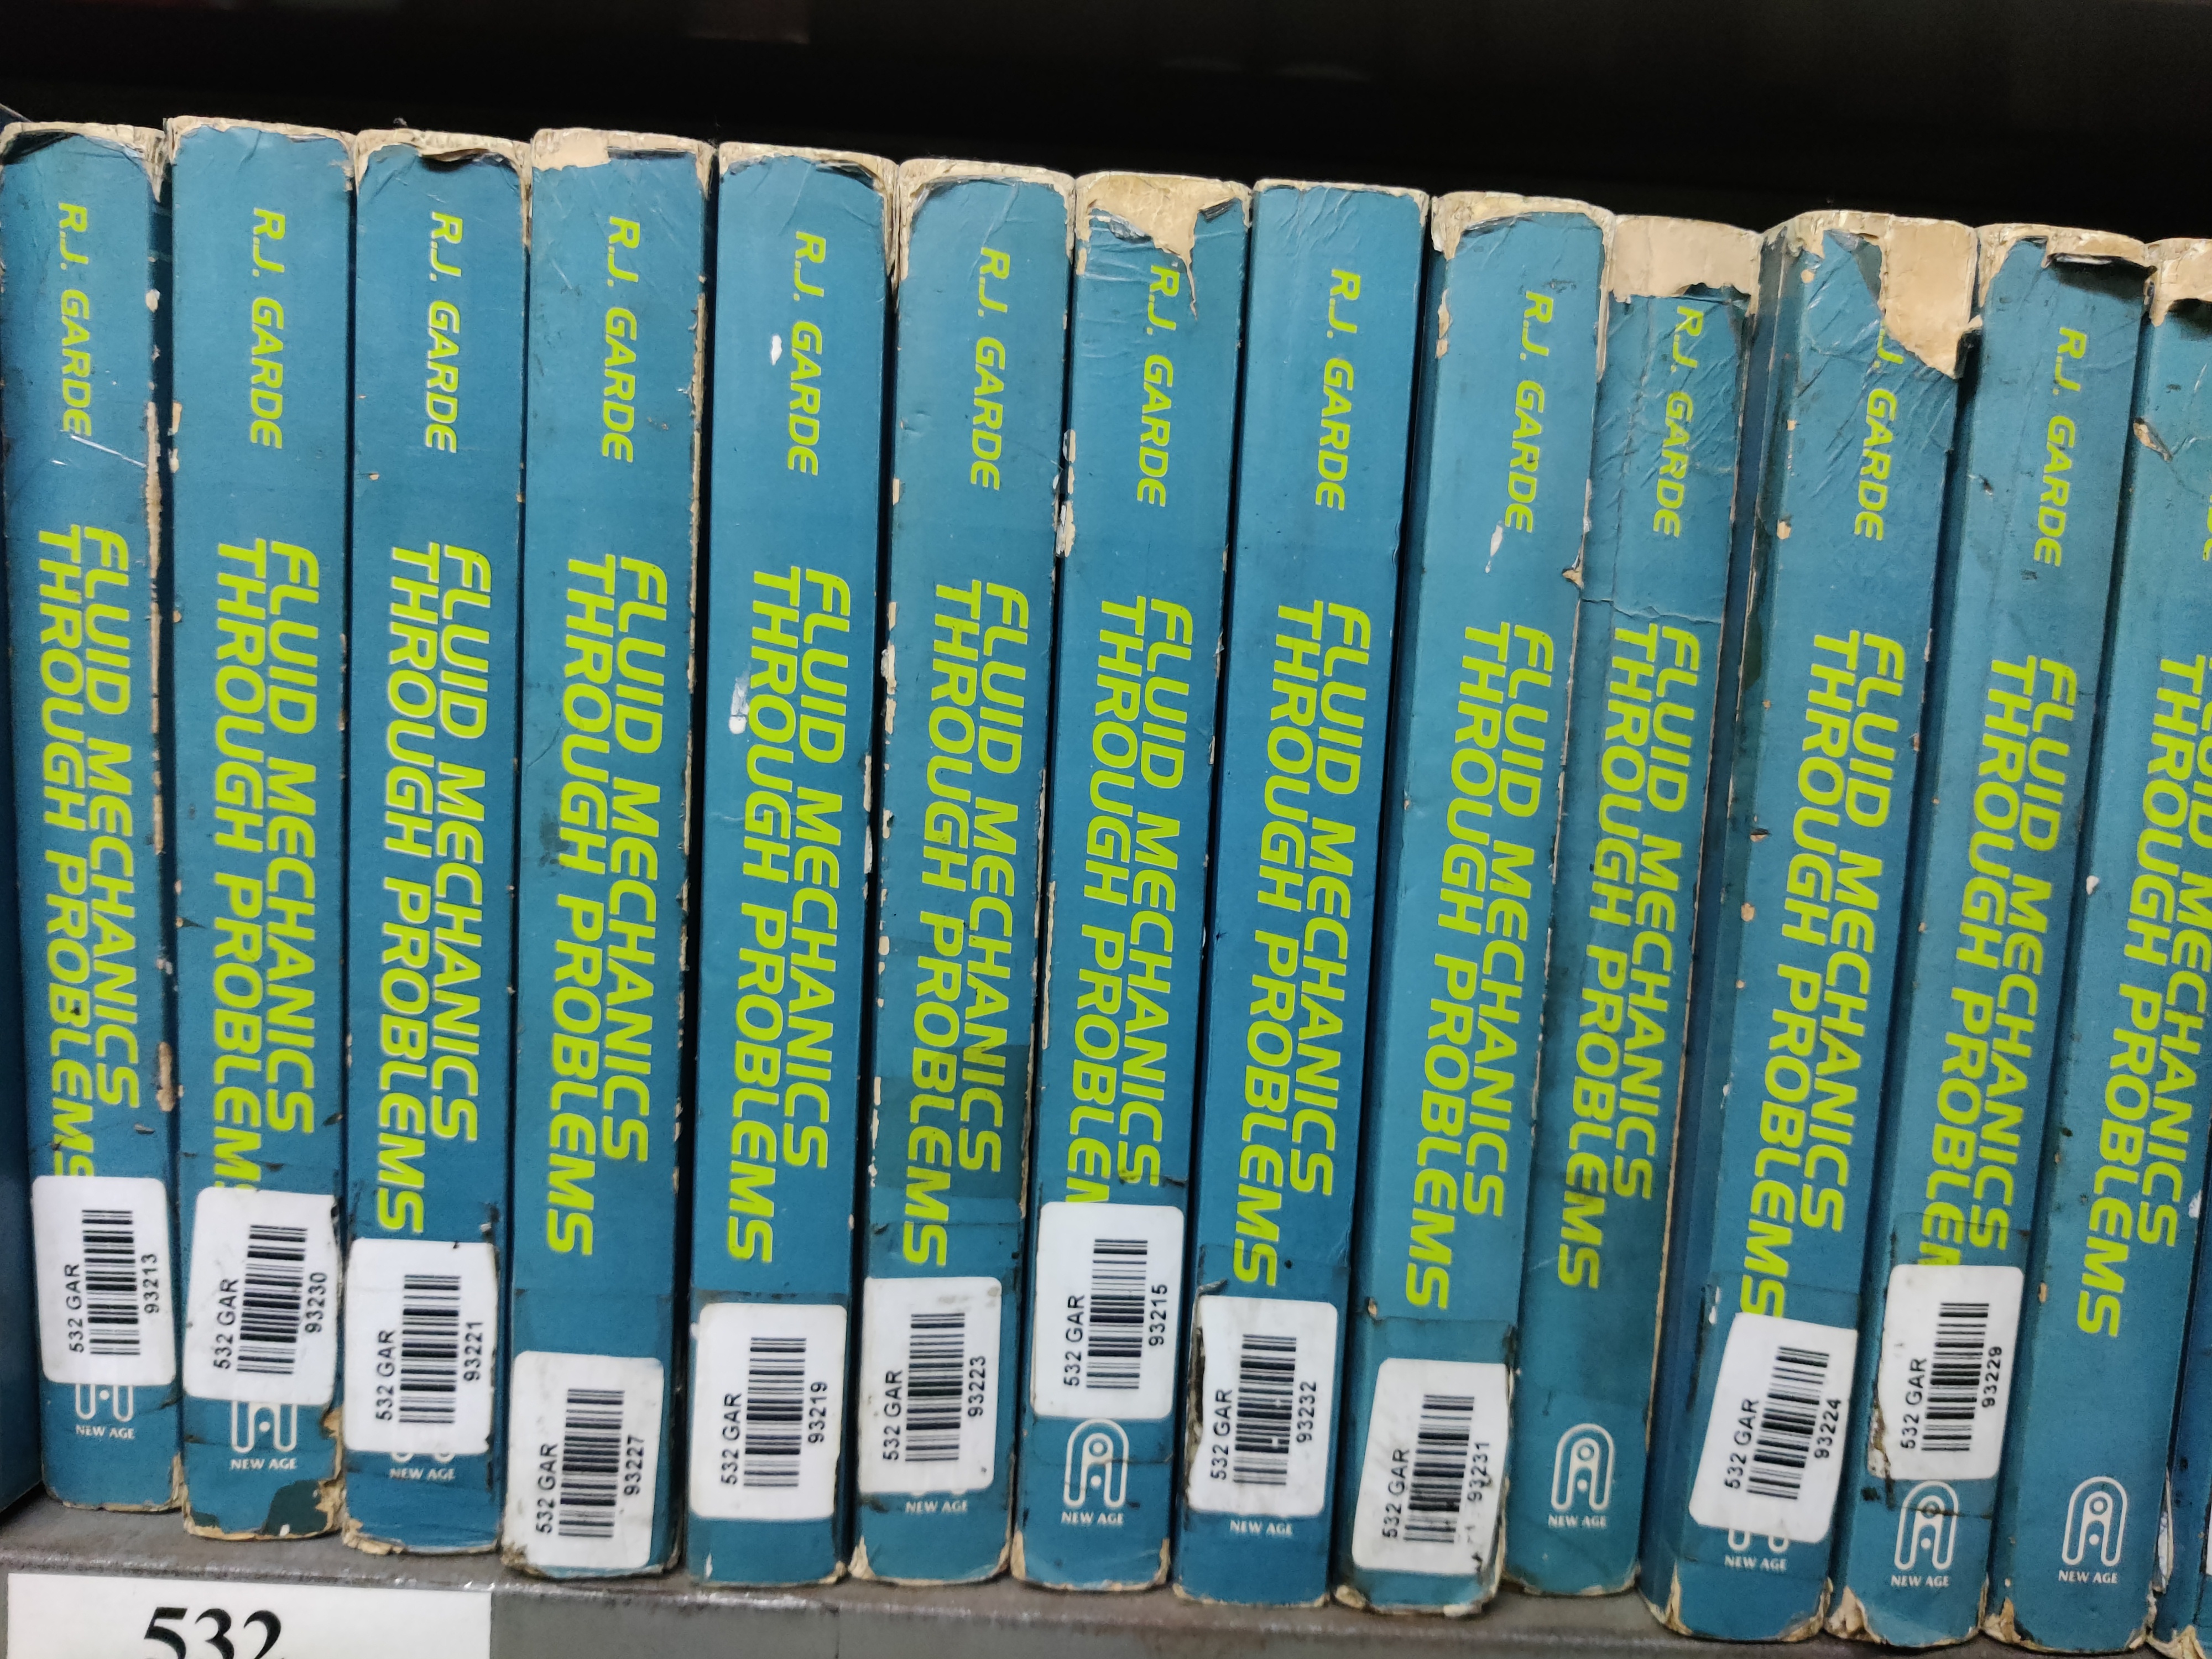 R.J. GARDE
FLUID MECHANICS
THROUGH PROBLEMS
532 GAR
93213
NEW AGE
R.J. GARDE
FLUID MECHANICS
THROUGH PROBLEMS
532 GAR
93230
NEW AGE
R.J. GARDE
FLUID MECHANICS
THROUGH PROBLEMS
532 GAR
93221
NEW AGE
R.J. GARDE
FLUID MECHANICS
THROUGH PROBLEMS
532 GAR
93227
R.J. GARDE
FLUID MECHANICS
THROUGH PROBLEMS
532 GAR
93219
R.J. GARDE
FLUID MECHANICS
THROUGH PROBLEMS
532 GAR
93223
NEW AGE
R.J. GARDE
FLUID MECHANICS
THROUGH PROBLEM
532 GAR
93215
NEW AGE
R.J. GARDE
FLUID MECHANICS
THROUGH PROBLEMS
532 GAR
93232
NEW AGE
R.J. GARDE
FLUID MECHANICS
THROUGH PROBLEMS
532 GAR
93231
R.J. GARDE
FLUID MECHANICS
THROUGH PROBLEMS
NEW AGE
J. GARDE
FLUID MECHANICS
THROUGH PROBLEMS
532 GAR
93224
NEW AGE
R.J. GARDE
FLUID MECHANICS
THROUGH PROBLEM
532 GAR
93229
NEW AGE
MECHANICS
THROUGH PROBLEMS
NEW AGE
532